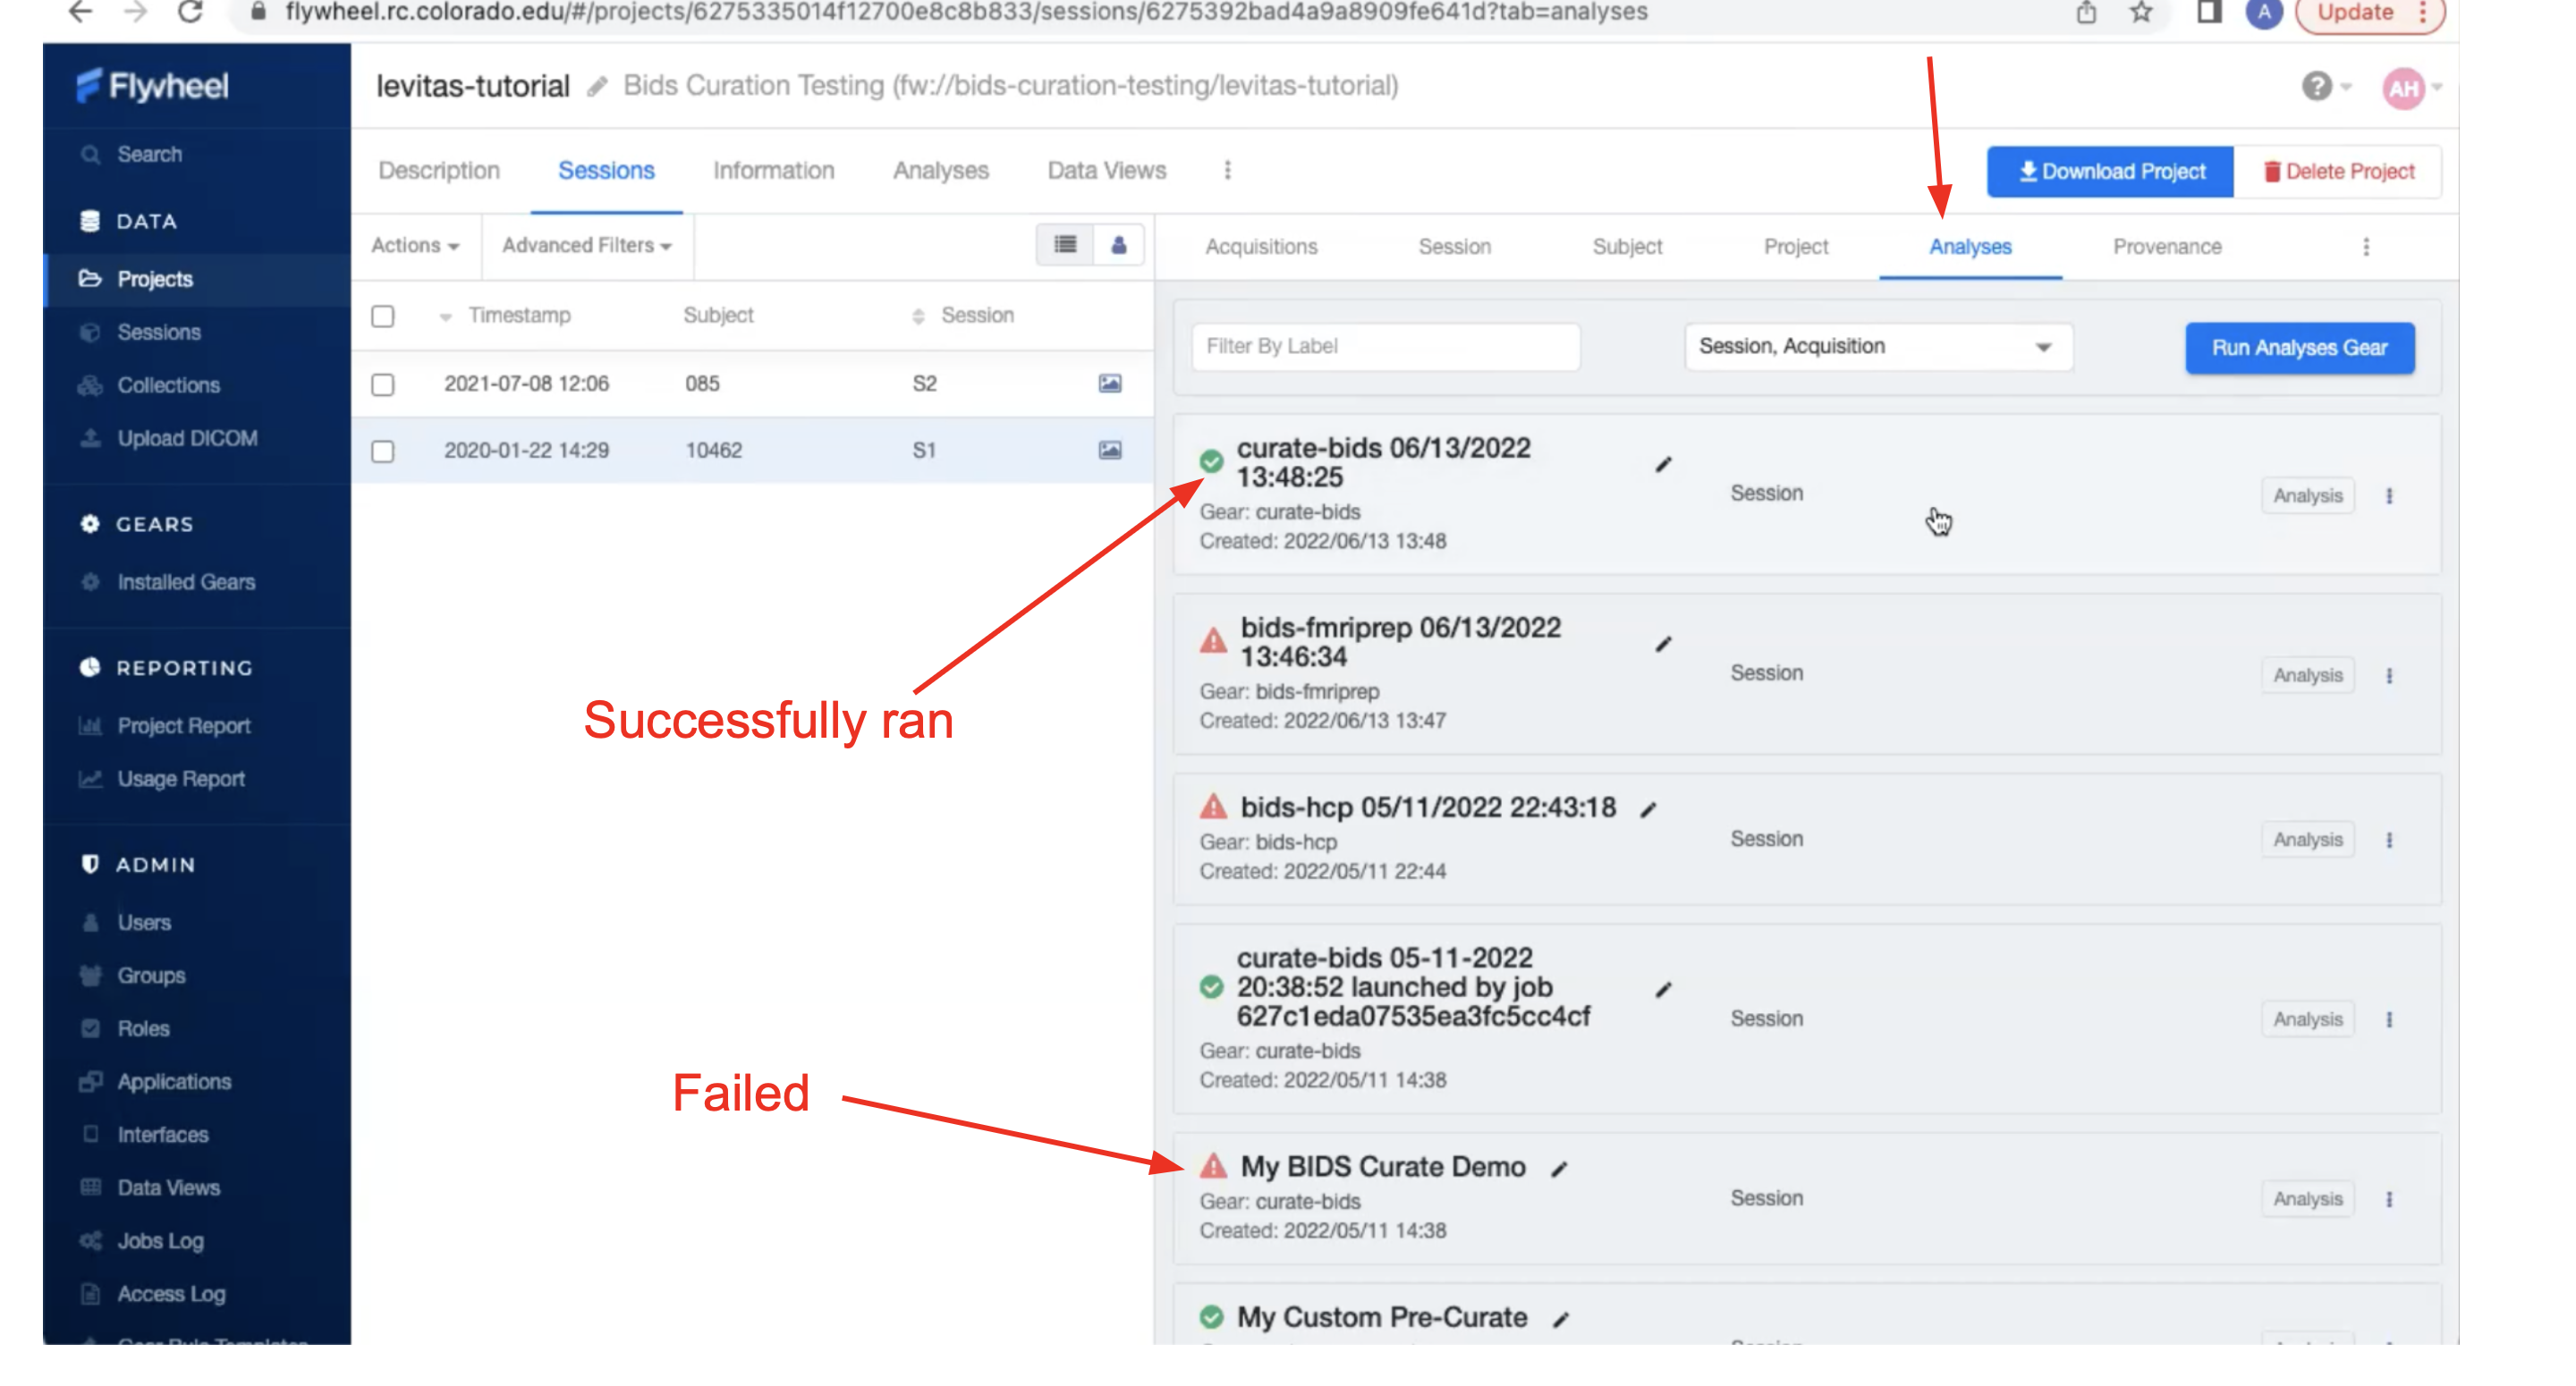 flywheel.rc.colorado.edu/#/projects/6275335014f12700e8c8b833/sessions/6275392bad4a9a8909fe641d?tab=analyses
A
Update
Flywheel
levitas-tutorial
Bids Curation Testing (fw://bids-curation-testing/levitas-tutorial)
?
AH
Search
DATA
Projects
Sessions
Collections
Upload DICOM
GEARS
Installed Gears
REPORTING
Project Report
Usage Report
ADMIN
Users
Groups
Roles
Applications
Interfaces
Data Views
Jobs Log
Access Log
Gear Rule Templates
Description
Sessions
Information
Analyses
Data Views
Download Project
Delete Project
Actions
Advanced Filters
Timestamp
Subject
Session
2021-07-08 12:06
085
S2
2020-01-22 14:29
10462
S1
Successfully ran
Failed
Acquisitions
Session
Subject
Project
Analyses
Provenance
Filter By Label
Session, Acquisition
Run Analyses Gear
curate-bids 06/13/2022
13:48:25
Gear: curate-bids
Created: 2022/06/13 13:48
Session
Analysis
bids-fmriprep 06/13/2022
13:46:34
Gear: bids-fmriprep
Created: 2022/06/13 13:47
Session
Analysis
bids-hcp 05/11/2022 22:43:18
Gear: bids-hcp
Created: 2022/05/11 22:44
Session
Analysis
curate-bids 05-11-2022
20:38:52 launched by job
627c1eda07535ea3fc5cc4cf
Gear: curate-bids
Created: 2022/05/11 14:38
Session
Analysis
My BIDS Curate Demo
Gear: curate-bids
Created: 2022/05/11 14:38
Session
Analysis
My Custom Pre-Curate